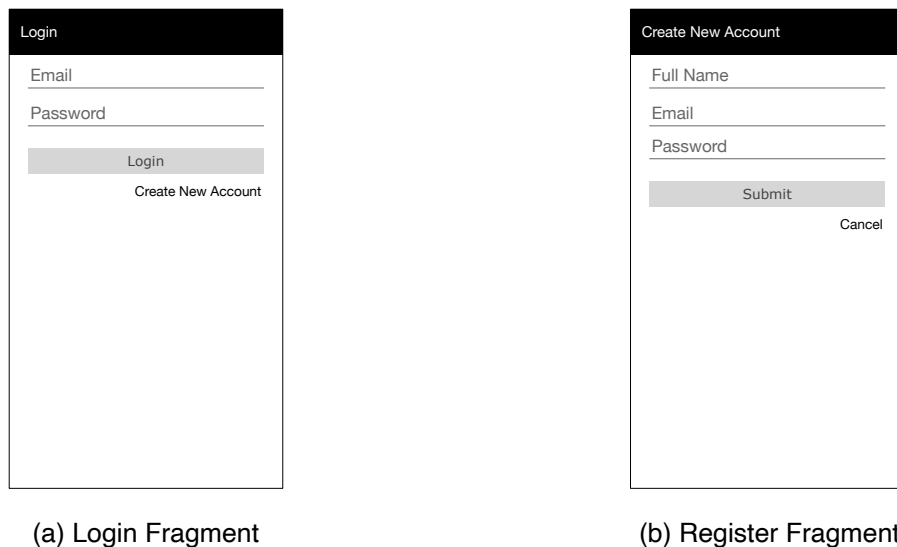 Login
Email
Password
Login
Create New Account
(a) Login Fragment
Create New Account
Full Name
Email
Password
Submit
Cancel
(b) Register Fragment